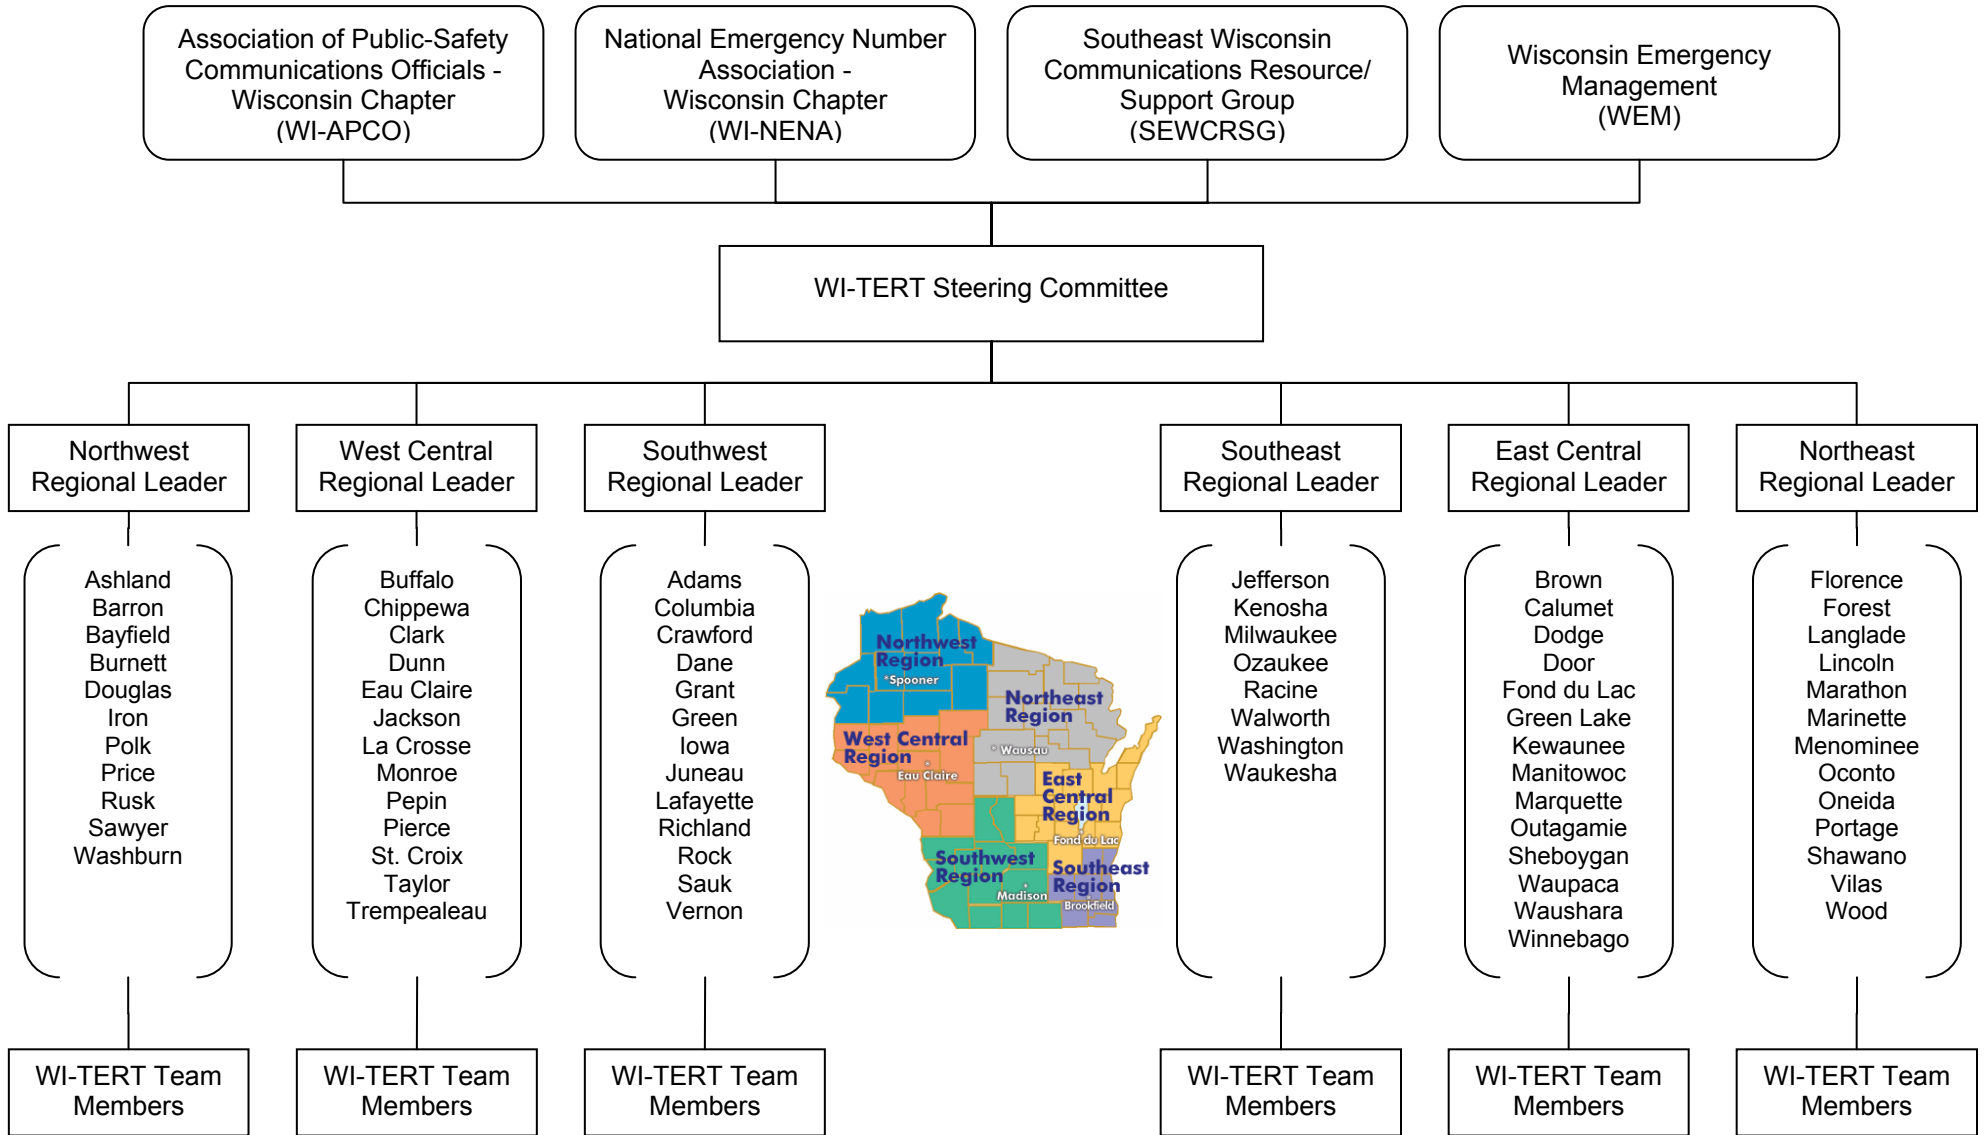 Association of Public-Safety
Communications Officials -
Wisconsin Chapter
(WI-APCO)
National Emergency Number
Association -
Wisconsin Chapter
(WI-NENA)
Southeast Wisconsin
Communications Resource/
Support Group
(SEWCRSG)
Wisconsin Emergency
Management
(WEM)
WI-TERT Steering Committee
Northwest
Regional Leader
West Central
Regional Leader
Southwest
Regional Leader
Southeast
Regional Leader
East Central
Regional Leader
Northeast
Regional Leader
Ashland
Barron
Bayfield
Burnett
Douglas
Iron
Polk
Price
Rusk
Sawyer
Washburn
Buffalo
Chippewa
Clark
Dunn
Eau Claire
Jackson
La Crosse
Monroe
Pepin
Pierce
St. Croix
Taylor
Trempealeau
Adams
Columbia
Crawford
Dane
Grant
Green
Iowa
Juneau
Lafayette
Richland
Rock
Sauk
Vernon
Northwest
Region
*Spooner
Northeast
Region
Wausau
West Central
Region
Eau Claire
East
Central
Region
Fond du Lac
Southwest
Region
Madison
Southeast
Region
Brookfield
Jefferson
Kenosha
Milwaukee
Ozaukee
Racine
Walworth
Washington
Waukesha
Brown
Calumet
Dodge
Door
Fond du Lac
Green Lake
Kewaunee
Manitowoc
Marquette
Outagamie
Sheboygan
Waupaca
Waushara
Winnebago
Florence
Forest
Langlade
Lincoln
Marathon
Marinette
Menominee
Oconto
Oneida
Portage
Shawano
Vilas
Wood
WI-TERT Team
Members
WI-TERT Team
Members
WI-TERT Team
Members
WI-TERT Team
Members
WI-TERT Team
Members
WI-TERT Team
Members